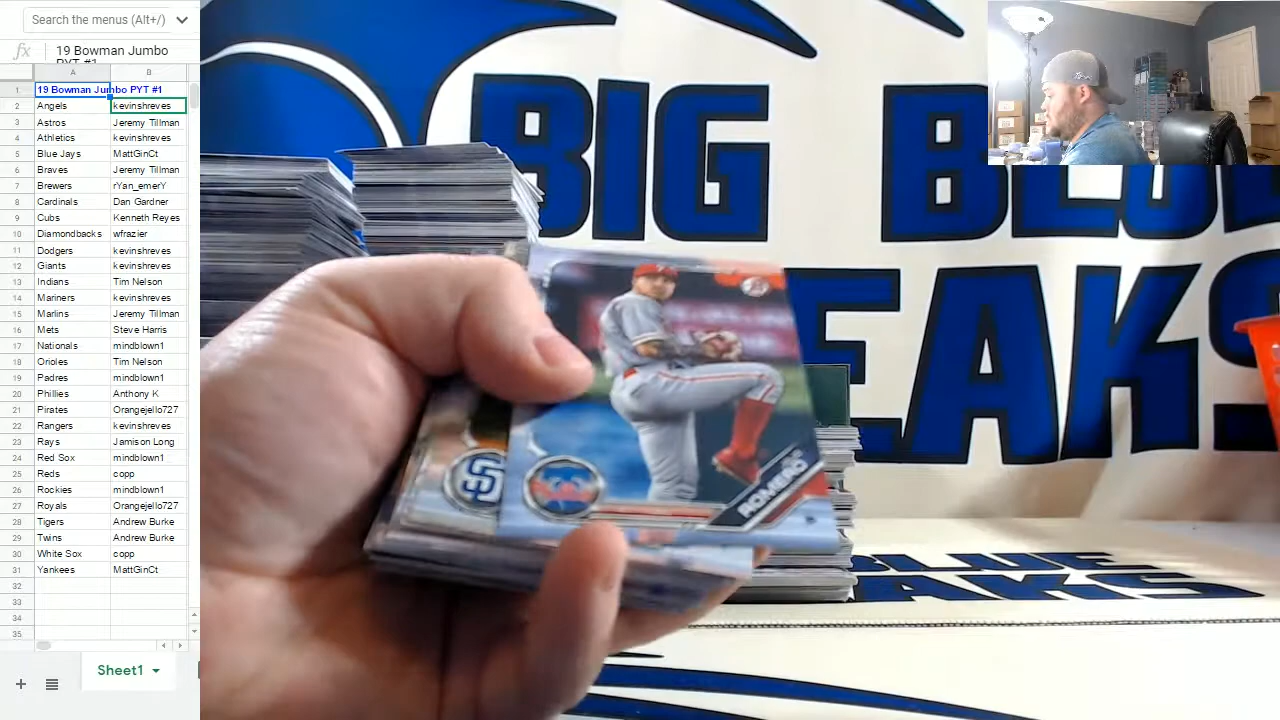 Search the menus (Alt+/)
fx
19 Bowman Jumbo
PYT #1
A B
1 19 Bowman Jumbo PYT #1
2 Angels kevinshreves
3 Astros Jeremy Tillman
4 Athletics kevinshreves
5 Blue Jays MattGinCt
6 Braves Jeremy Tillman
7 Brewers rYan_emerY
8 Cardinals Dan Gardner
9 Cubs Kenneth Reyes
10 Diamondbacks wfrazier
11 Dodgers kevinshreves
12 Giants kevinshreves
13 Indians Tim Nelson
14 Mariners kevinshreves
15 Marlins Jeremy Tillman
16 Mets Steve Harris
17 Nationals mindblown1
18 Orioles Tim Nelson
19 Padres mindblown1
20 Phillies Anthony K
21 Pirates Orangejello727
22 Rangers kevinshreves
23 Rays James Long
24 Red Sox mindblown1
25 Reds copp
26 Rockies mindblown1
27 Royals Orangejello727
28 Tigers Andrew Burke
29 Twins Andrew Burke
30 White Sox copp
31 Yankees MattGinCt
32
33
34
35
Sheet1
BIG BLUE
EAKS
ROMERO
SD
BLUE
AKS